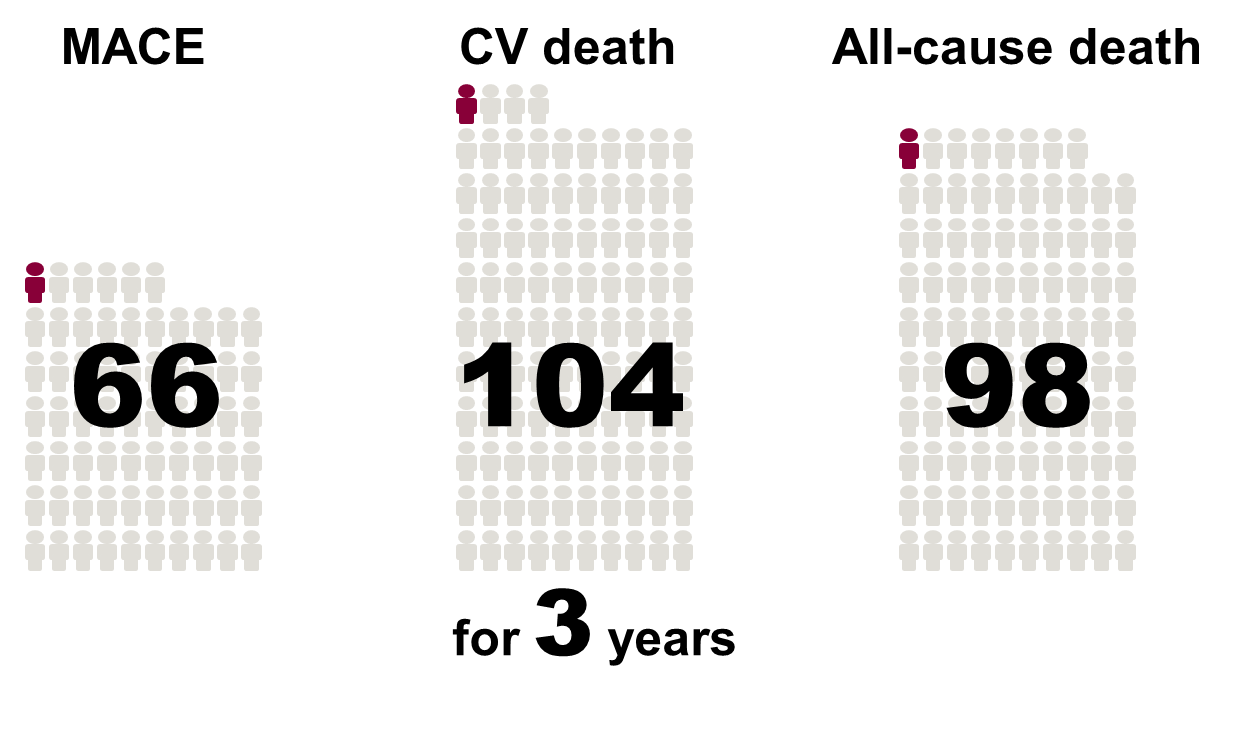 MACE
CV death
All-cause death
66
104
98
for 3 years